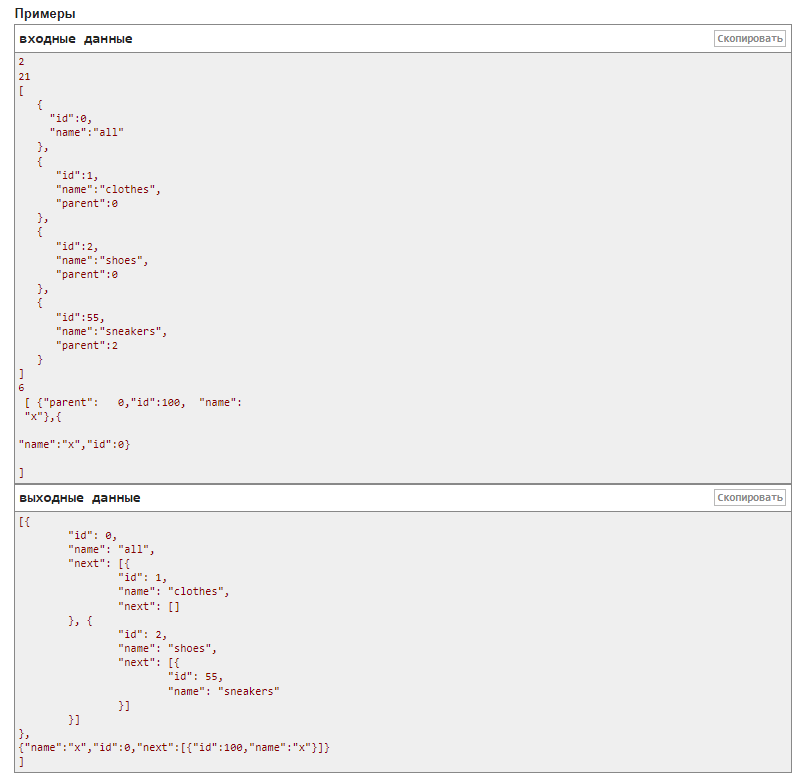 Примеры
входные данные
Скопировать
2
21
[
   {
     "id":0,
     "name":"all"
   },
   {
      "id":1,
      "name":"clothes",
      "parent":0
   },
   {
      "id":2,
      "name":"shoes",
      "parent":0
   },
   {
      "id":55,
      "name":"sneakers",
      "parent":2
   }
]
6
 [ {"parent":   0,"id":100,  "name":
 "x"},{

"name":"x","id":0}

]
выходные данные
Скопировать
[{
        "id": 0,
        "name": "all",
        "next": [{
                "id": 1,
                "name": "clothes",
                "next": []
        }, {
                "id": 2,
                "name": "shoes",
                "next": [{
                        "id": 55,
                        "name": "sneakers"
                }]
        }]
},
{"name":"x","id":0,"next":[{"id":100,"name":"x"}]}
]